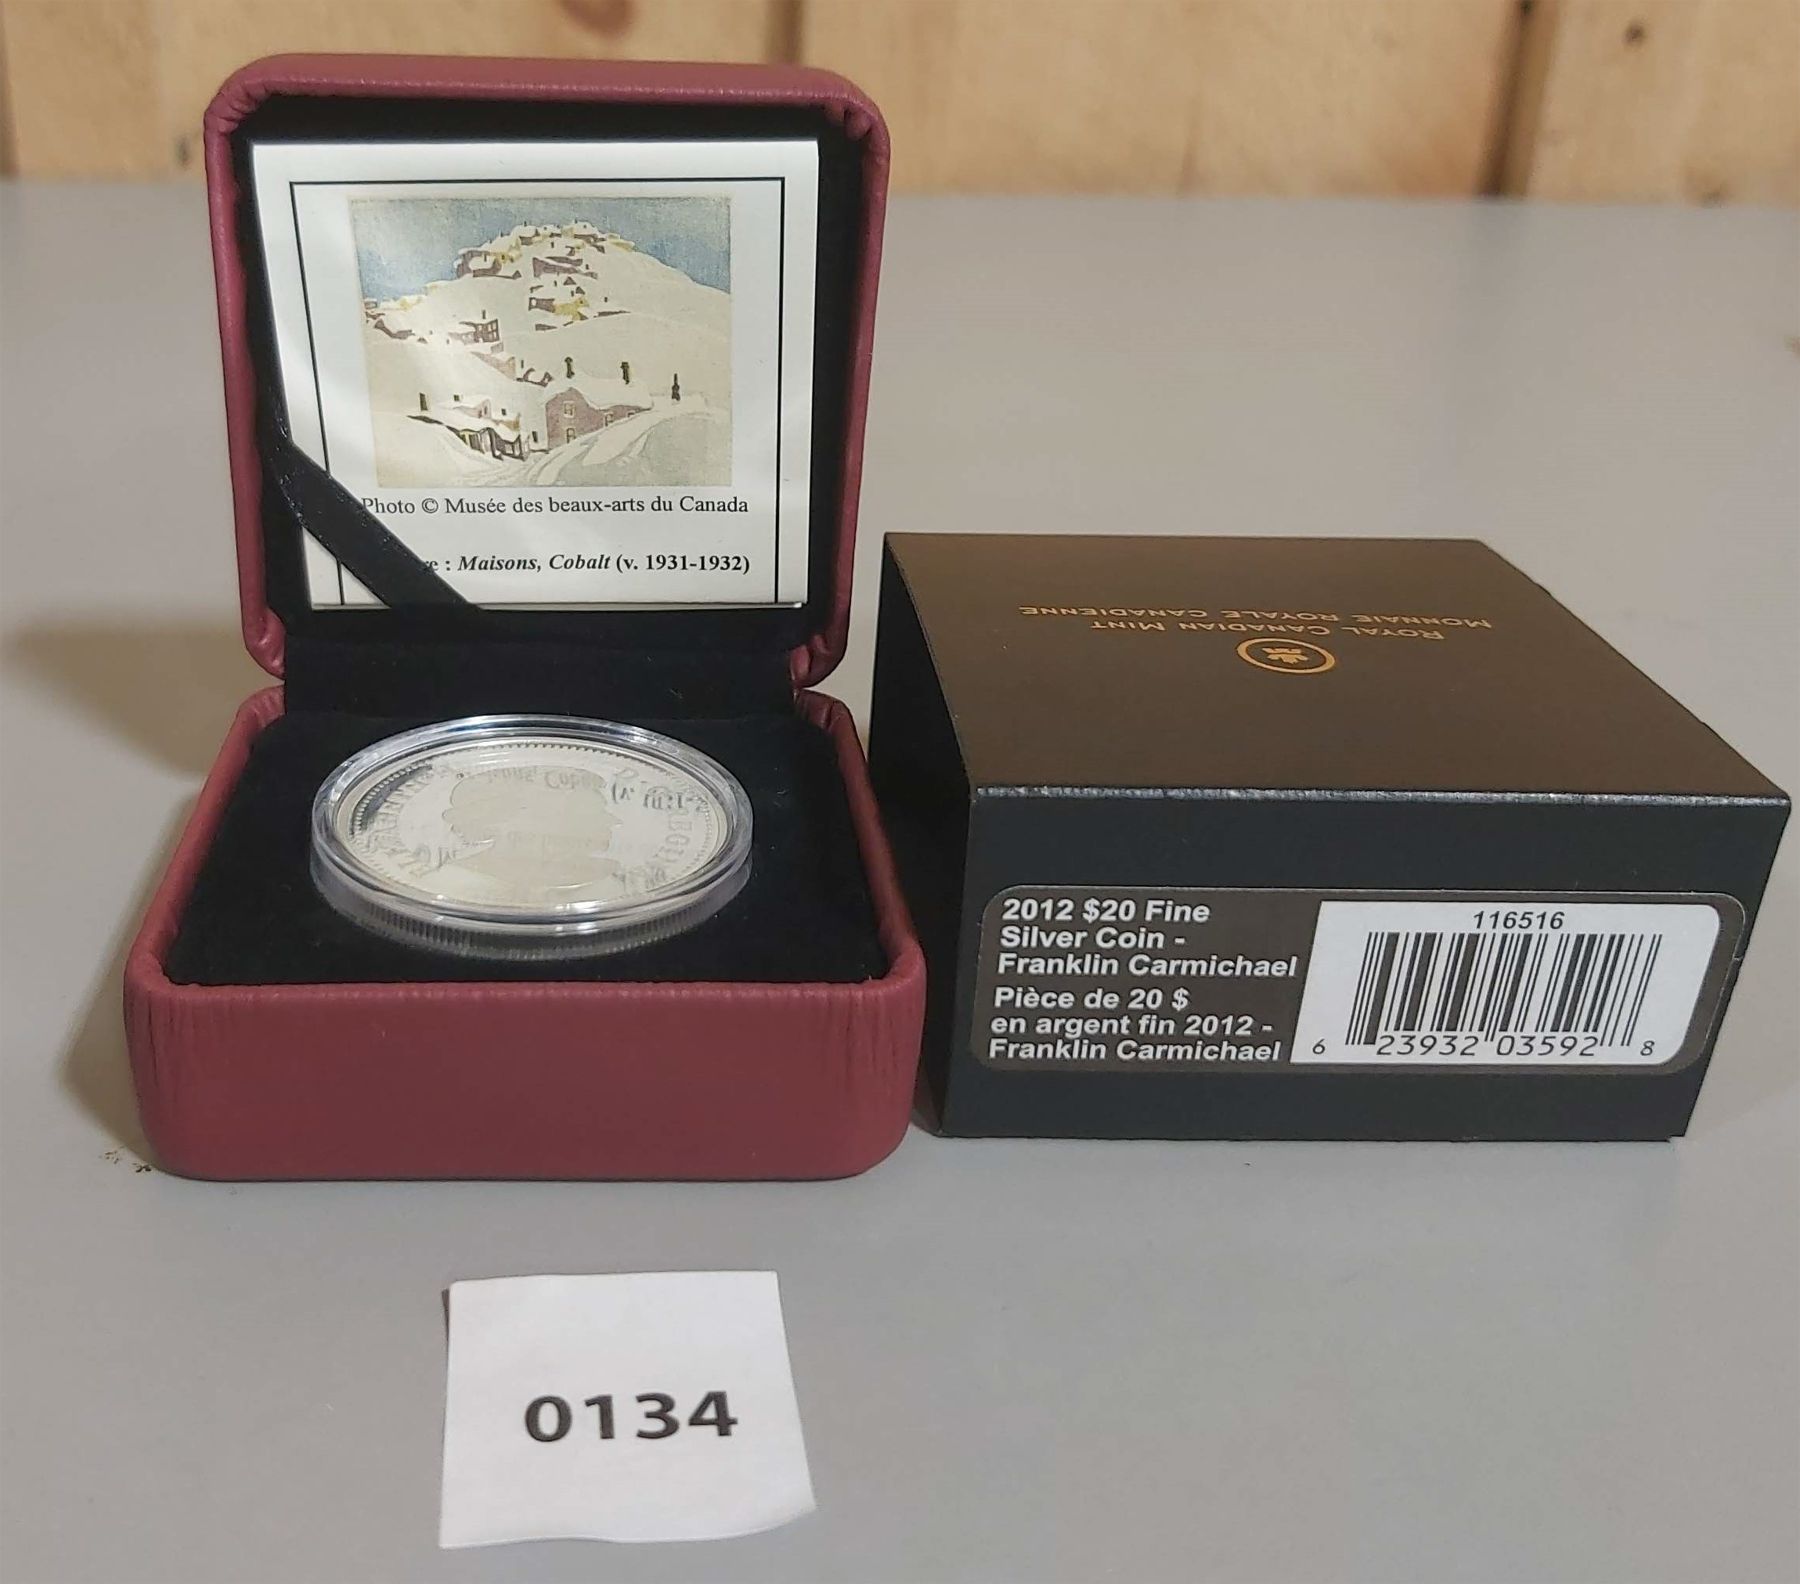 Photo © Musée des beaux-arts du Canada
: Maisons, Cobalt (v. 1931-1932)
ROYAL CANADIAN MINT
MONNAIE ROYALE CANADIENNE
2012 $20 Fine
Silver Coin -
Franklin Carmichael
Pièce de 20 $
en argent fin 2012 -
Franklin Carmichael
116516
6 23932 03592 8
0134